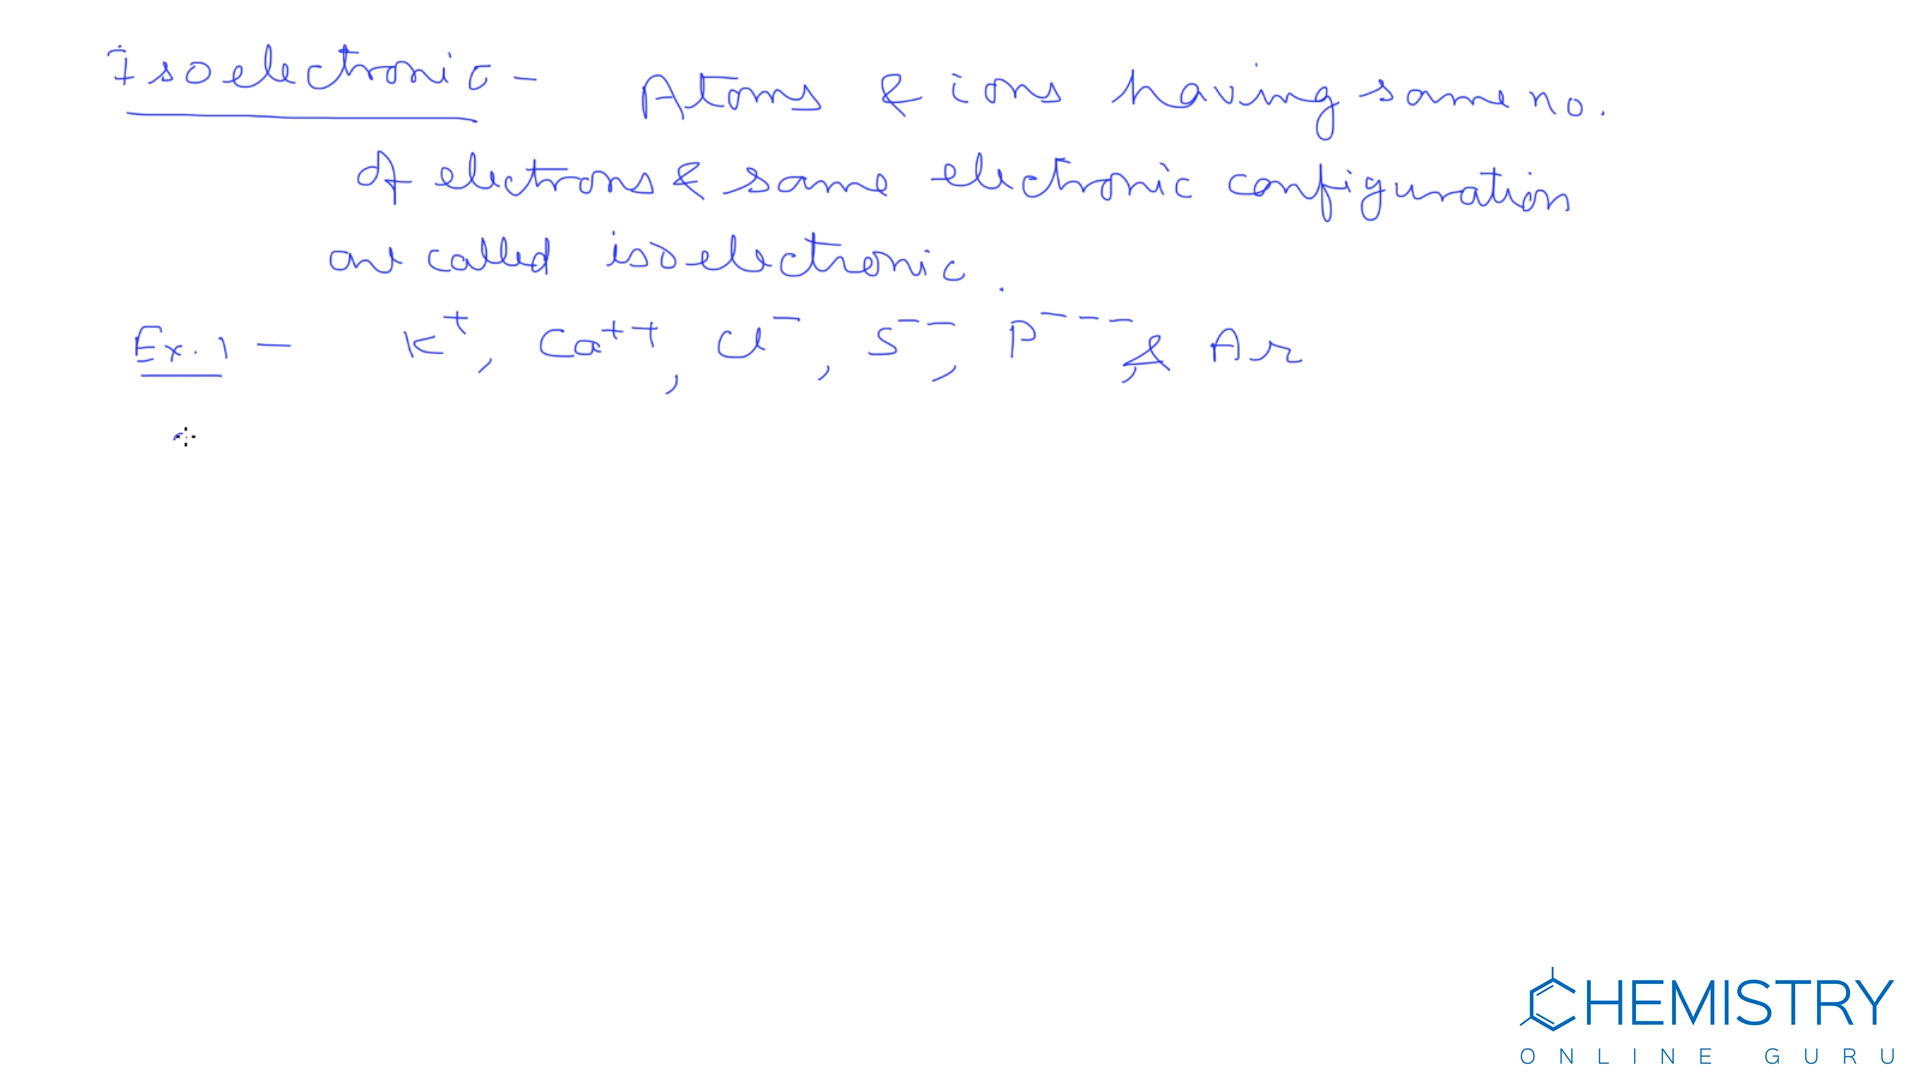 Isoelectronic - Atoms & ions having same no.
of electrons & same electronic configuration
are called isoelectronic.
Ex. 1 - K⁺, Ca⁺⁺, Cl⁻, S⁻⁻, P⁻⁻⁻, & Ar
CHEMISTRY
ONLINE GURU